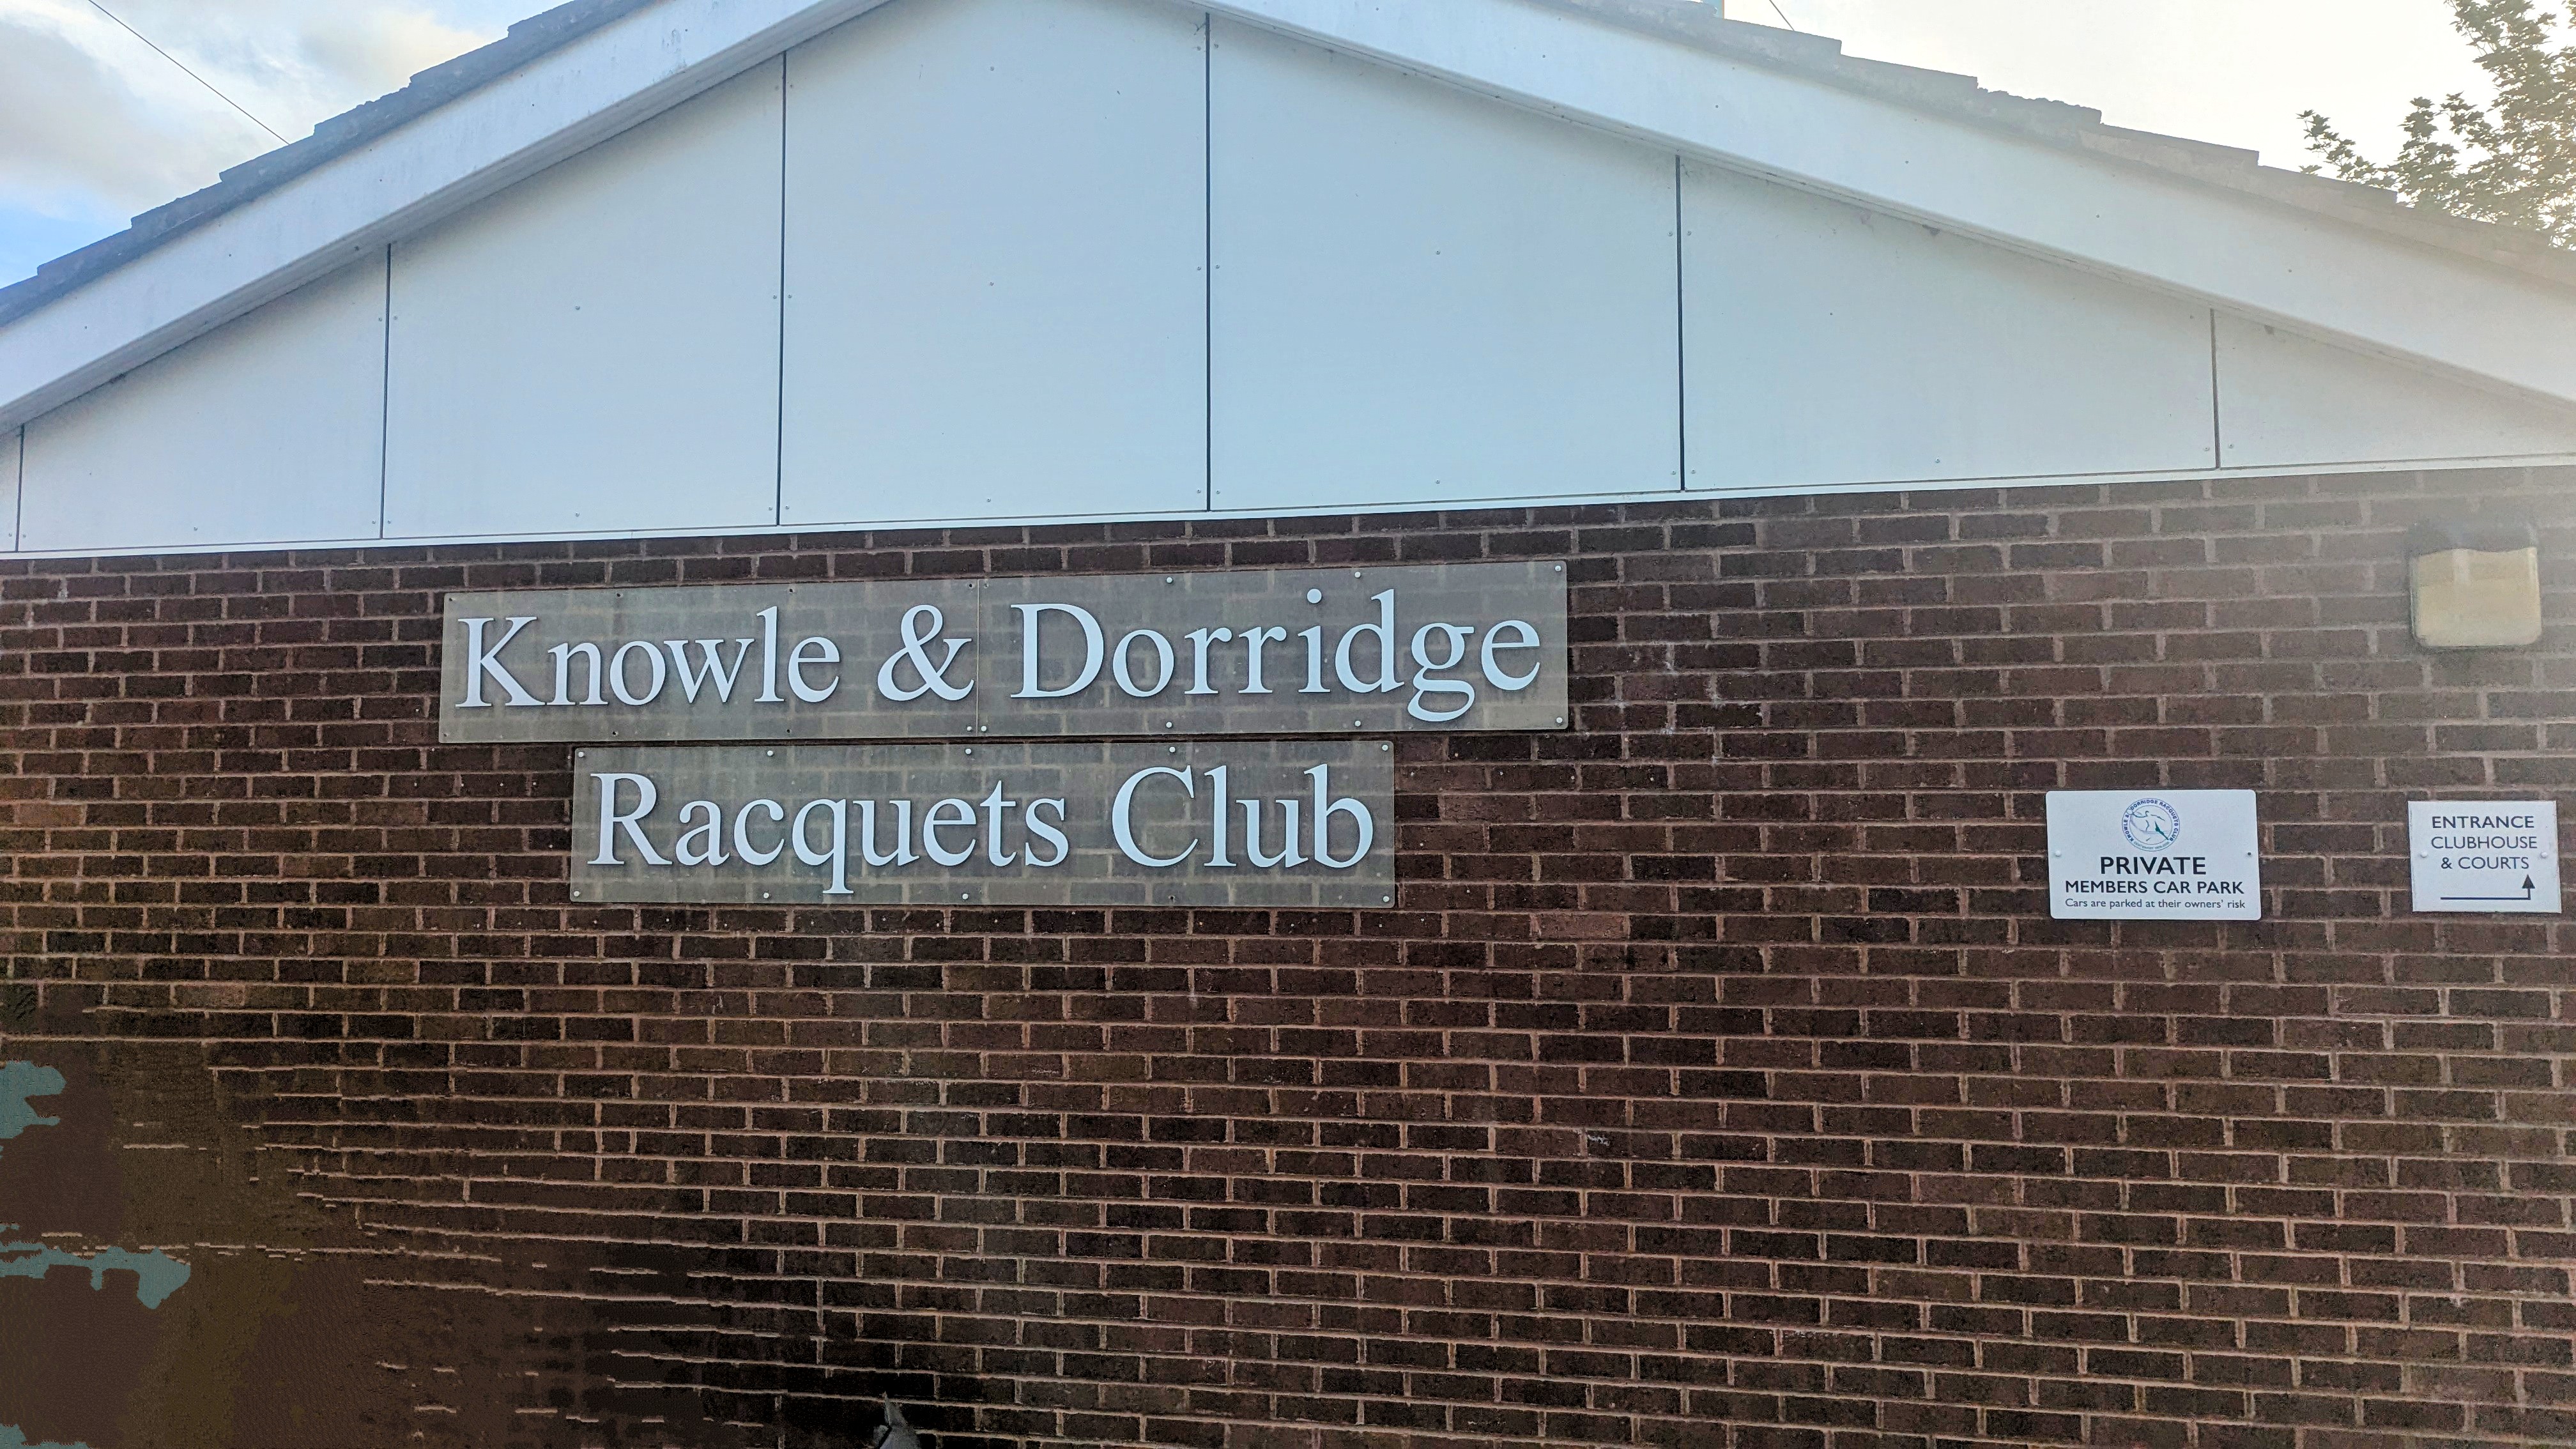 Knowle & Dorridge
Racquets Club
PRIVATE
MEMBERS CAR PARK
Cars are parked at their owners' risk
ENTRANCE
CLUBHOUSE
& COURTS